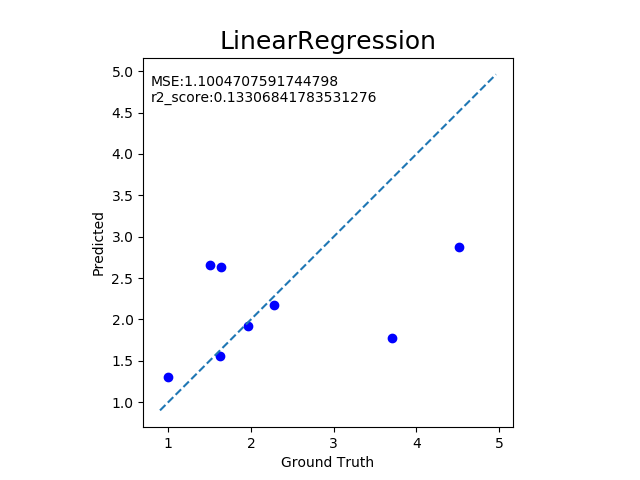 LinearRegression
MSE:1.1004707591744798
r2_score:0.13306841783531276
5.0
4.5
4.0
3.5
3.0
2.5
2.0
1.5
1.0
Predicted
1 2 3 4 5
Ground Truth